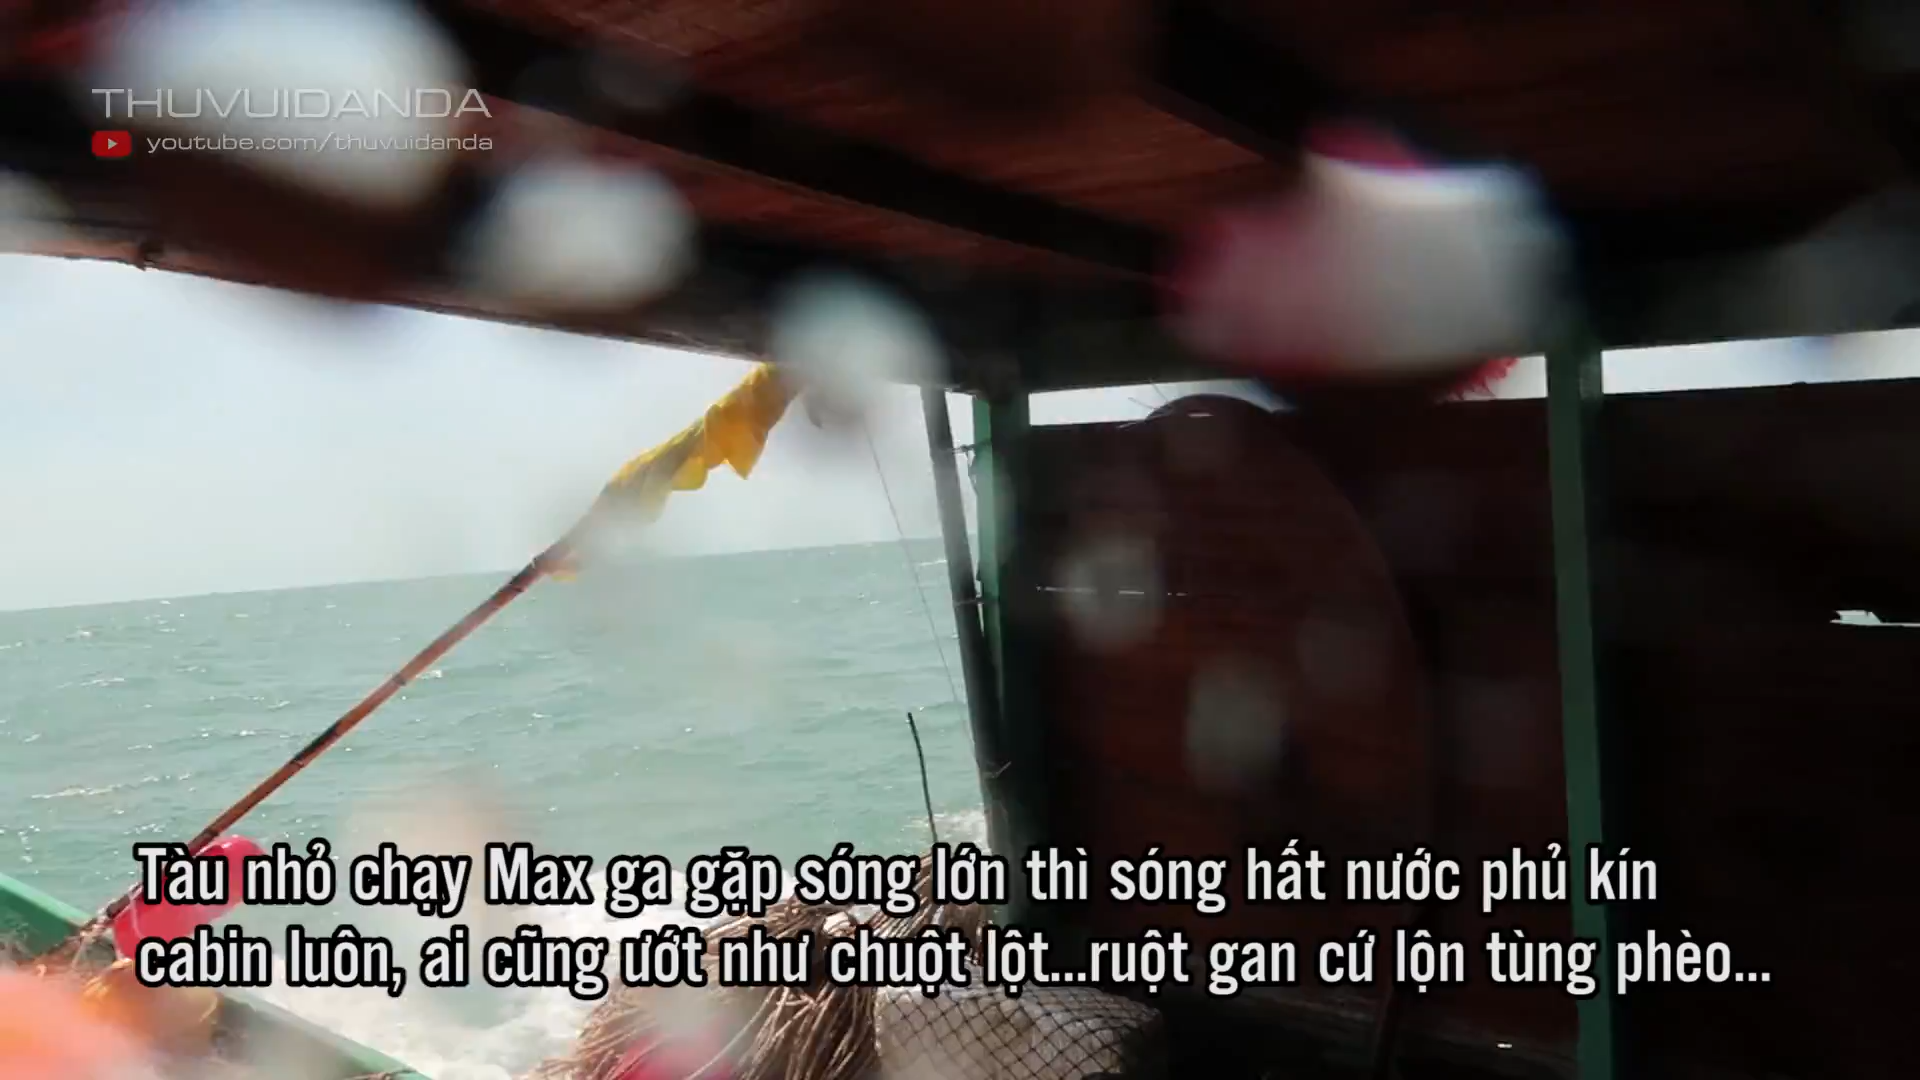 THUVUIDANDA
youtube.com/thuvuidanda
Tàu nhỏ chạy Max ga gặp sóng lớn thì sóng hất nước phủ kín
cabin luôn, ai cũng ướt như chuột lột...ruột gan cứ lộn tùng phèo...